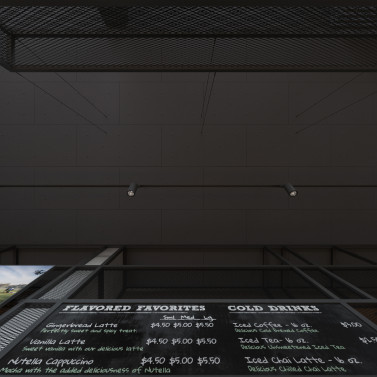 FLAVORED FAVORITES
Sml Med Lg
Gingerbread Latte $4.50 $5.00 $5.50
Perfectly sweet and spicy treat!
Vanilla Latte $4.50 $5.00 $5.50
Sweet vanilla with our delicious latte
Nutella Cappuccino $4.50 $5.00 $5.50
Made with the added deliciousness of Nutella
COLD DRINKS
Iced Coffee - 16 oz.
Delicious Cold Brewed Coffee
Iced Tea - 16 oz.
Delicious Unsweetened Iced Tea
Iced Chai Latte - 16 oz.
Delicious Chilled Chai Latte